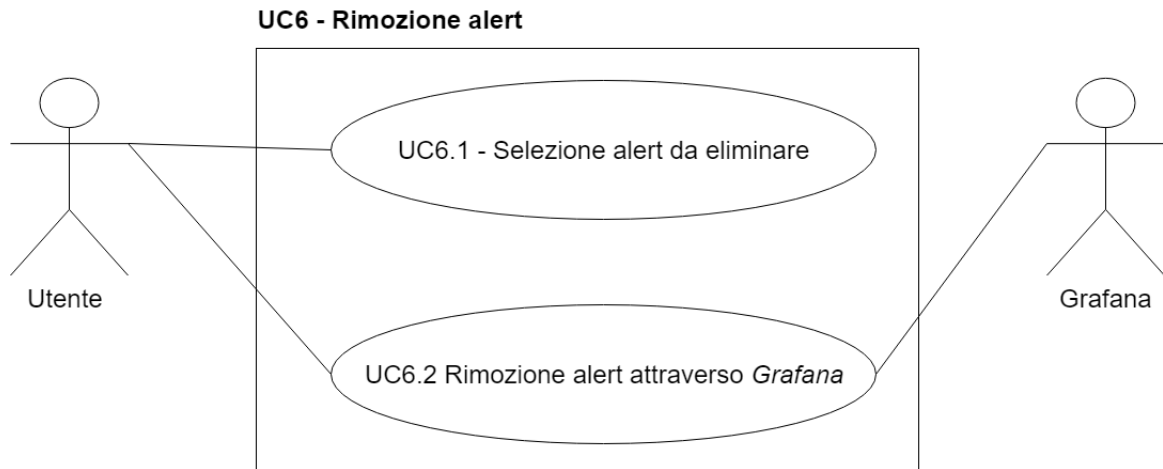 UC6 - Rimozione alert
UC6.1 - Selezione alert da eliminare
Utente
Grafana
UC6.2 Rimozione alert attraverso Grafana